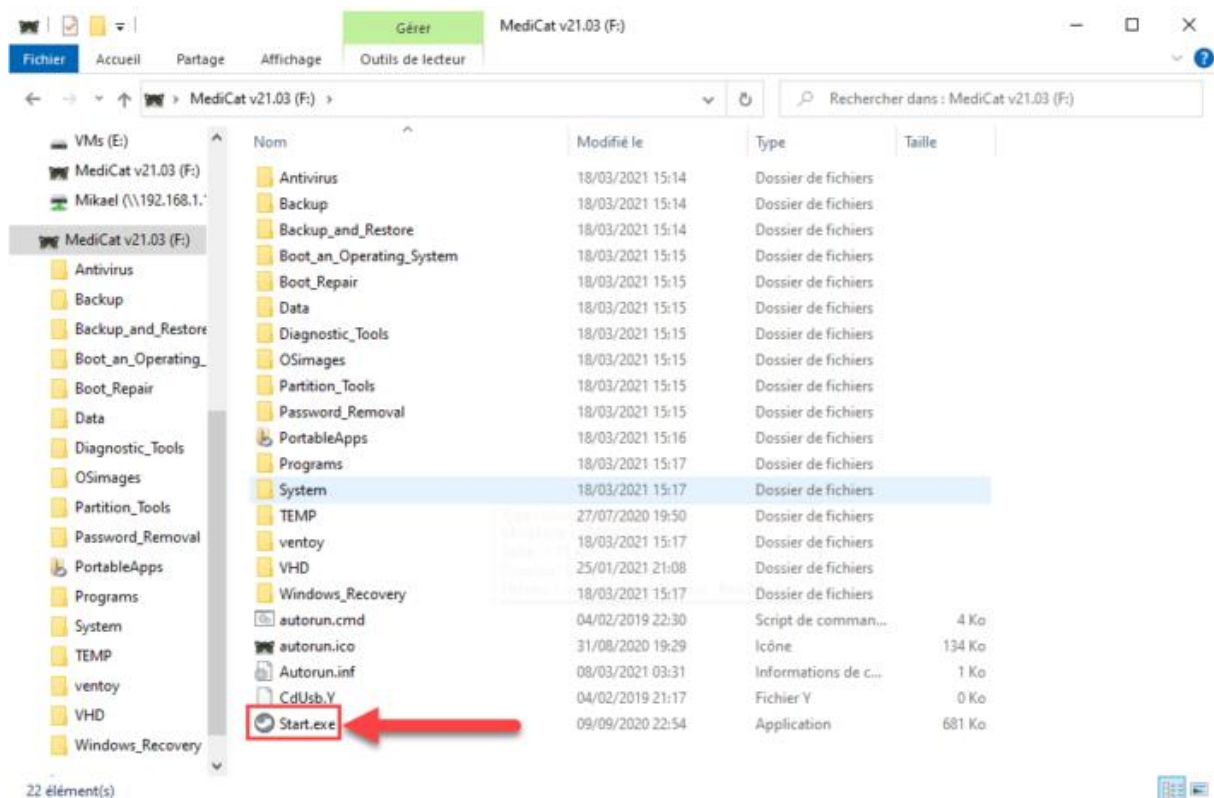 Gérer
MediCat v21.03 (F:)
Fichier Accueil Partage Affichage Outils de lecteur
MediCat v21.03 (F:)
Rechercher dans : MediCat v21.03 (F:)
Nom Modifié le Type Taille
VMs (E:)
MediCat v21.03 (F:)
Mikael (\\192.168.1.
MediCat v21.03 (F:)
Antivirus
Backup
Backup_and_Restore
Boot_an_Operating_
Boot_Repair
Data
Diagnostic_Tools
OSimages
Partition_Tools
Password_Removal
PortableApps
Programs
System
TEMP
ventoy
VHD
Windows_Recovery
Antivirus 18/03/2021 15:14 Dossier de fichiers
Backup 18/03/2021 15:14 Dossier de fichiers
Backup_and_Restore 18/03/2021 15:14 Dossier de fichiers
Boot_an_Operating_System 18/03/2021 15:15 Dossier de fichiers
Boot_Repair 18/03/2021 15:15 Dossier de fichiers
Data 18/03/2021 15:15 Dossier de fichiers
Diagnostic_Tools 18/03/2021 15:15 Dossier de fichiers
OSimages 18/03/2021 15:15 Dossier de fichiers
Partition_Tools 18/03/2021 15:15 Dossier de fichiers
Password_Removal 18/03/2021 15:15 Dossier de fichiers
PortableApps 18/03/2021 15:16 Dossier de fichiers
Programs 18/03/2021 15:17 Dossier de fichiers
System 18/03/2021 15:17 Dossier de fichiers
TEMP 27/07/2020 19:50 Dossier de fichiers
ventoy 18/03/2021 15:17 Dossier de fichiers
VHD 25/01/2021 21:08 Dossier de fichiers
Windows_Recovery 18/03/2021 15:17 Dossier de fichiers
autorun.cmd 04/02/2019 22:30 Script de comman... 4 Ko
autorun.ico 31/08/2020 19:29 Icône 134 Ko
Autorun.inf 08/03/2021 03:31 Informations de c... 1 Ko
CdUsb.Y 04/02/2019 21:17 Fichier Y 0 Ko
Start.exe 09/09/2020 22:54 Application 681 Ko
22 élément(s)